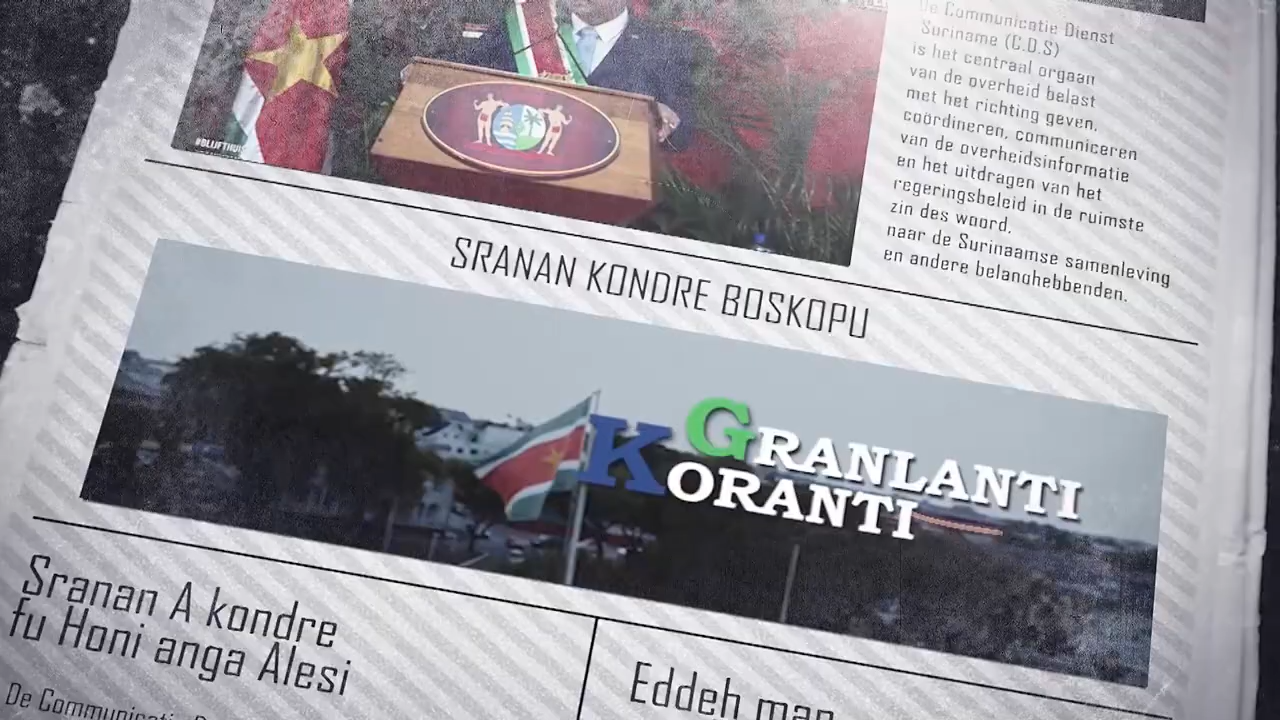 De Communicatie Dienst
Suriname (C.D.S)
is het centraal orgaan
van de overheid belast
met het richting geven,
coördineren, communiceren
van de overheidsinformatie
en het uitdragen van het
regeringsbeleid in de ruimste
zin des woord,
naar de Surinaamse samenleving
en andere belanghebbenden.
SRANAN KONDRE BOSKOPU
GRANLANTI
KORANTI
Sranan A kondre
fu Honi anga Alesi
De
Eddeh man